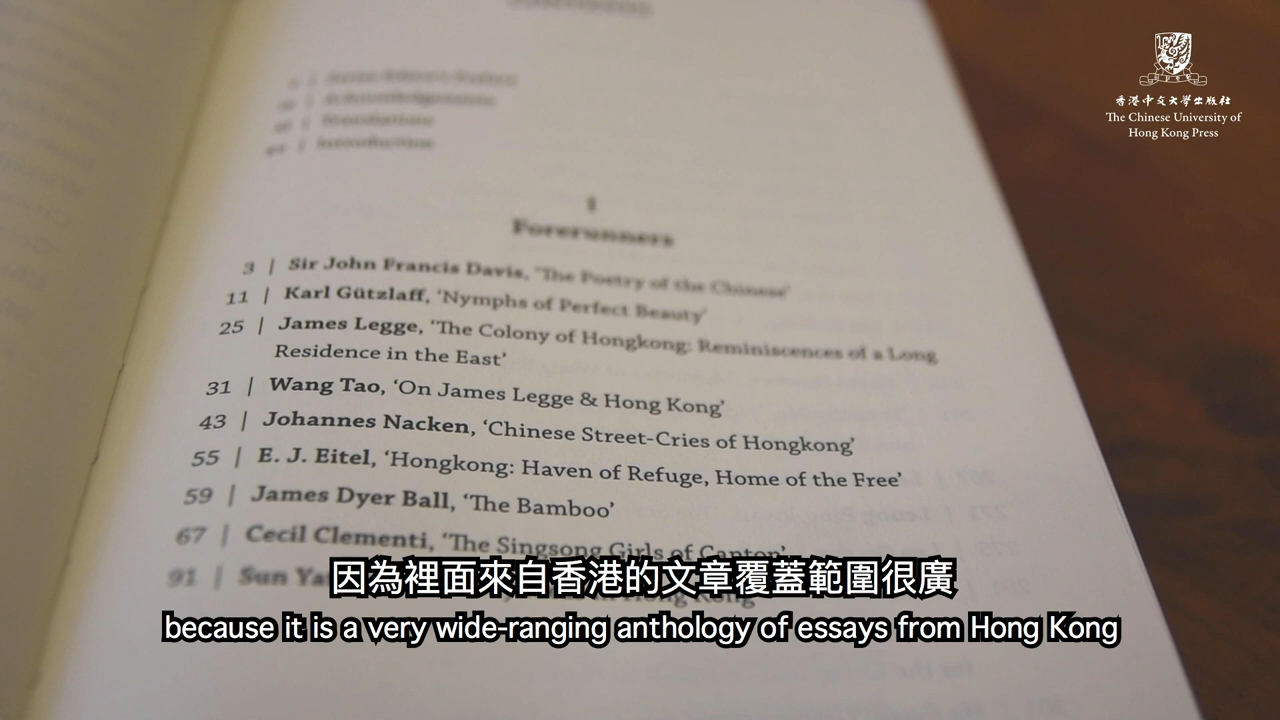 香港中文大學出版社
The Chinese University of
Hong Kong Press
Acknowledgements
Introduction
1
Forerunners
3 | Sir John Francis Davis, ‘The Poetry of the Chinese’
11 | Karl Gützlaff, ‘Nymphs of Perfect Beauty’
25 | James Legge, ‘The Colony of Hongkong: Reminiscences of a Long
Residence in the East’
31 | Wang Tao, ‘On James Legge & Hong Kong’
43 | Johannes Nacken, ‘Chinese Street-Cries of Hongkong’
55 | E. J. Eitel, ‘Hongkong: Haven of Refuge, Home of the Free’
59 | James Dyer Ball, ‘The Bamboo’
67 | Cecil Clementi, ‘The Singsong Girls of Canton’
91 | Sun
因為裡面來自香港的文章覆蓋範圍很廣
because it is a very wide-ranging anthology of essays from Hong Kong